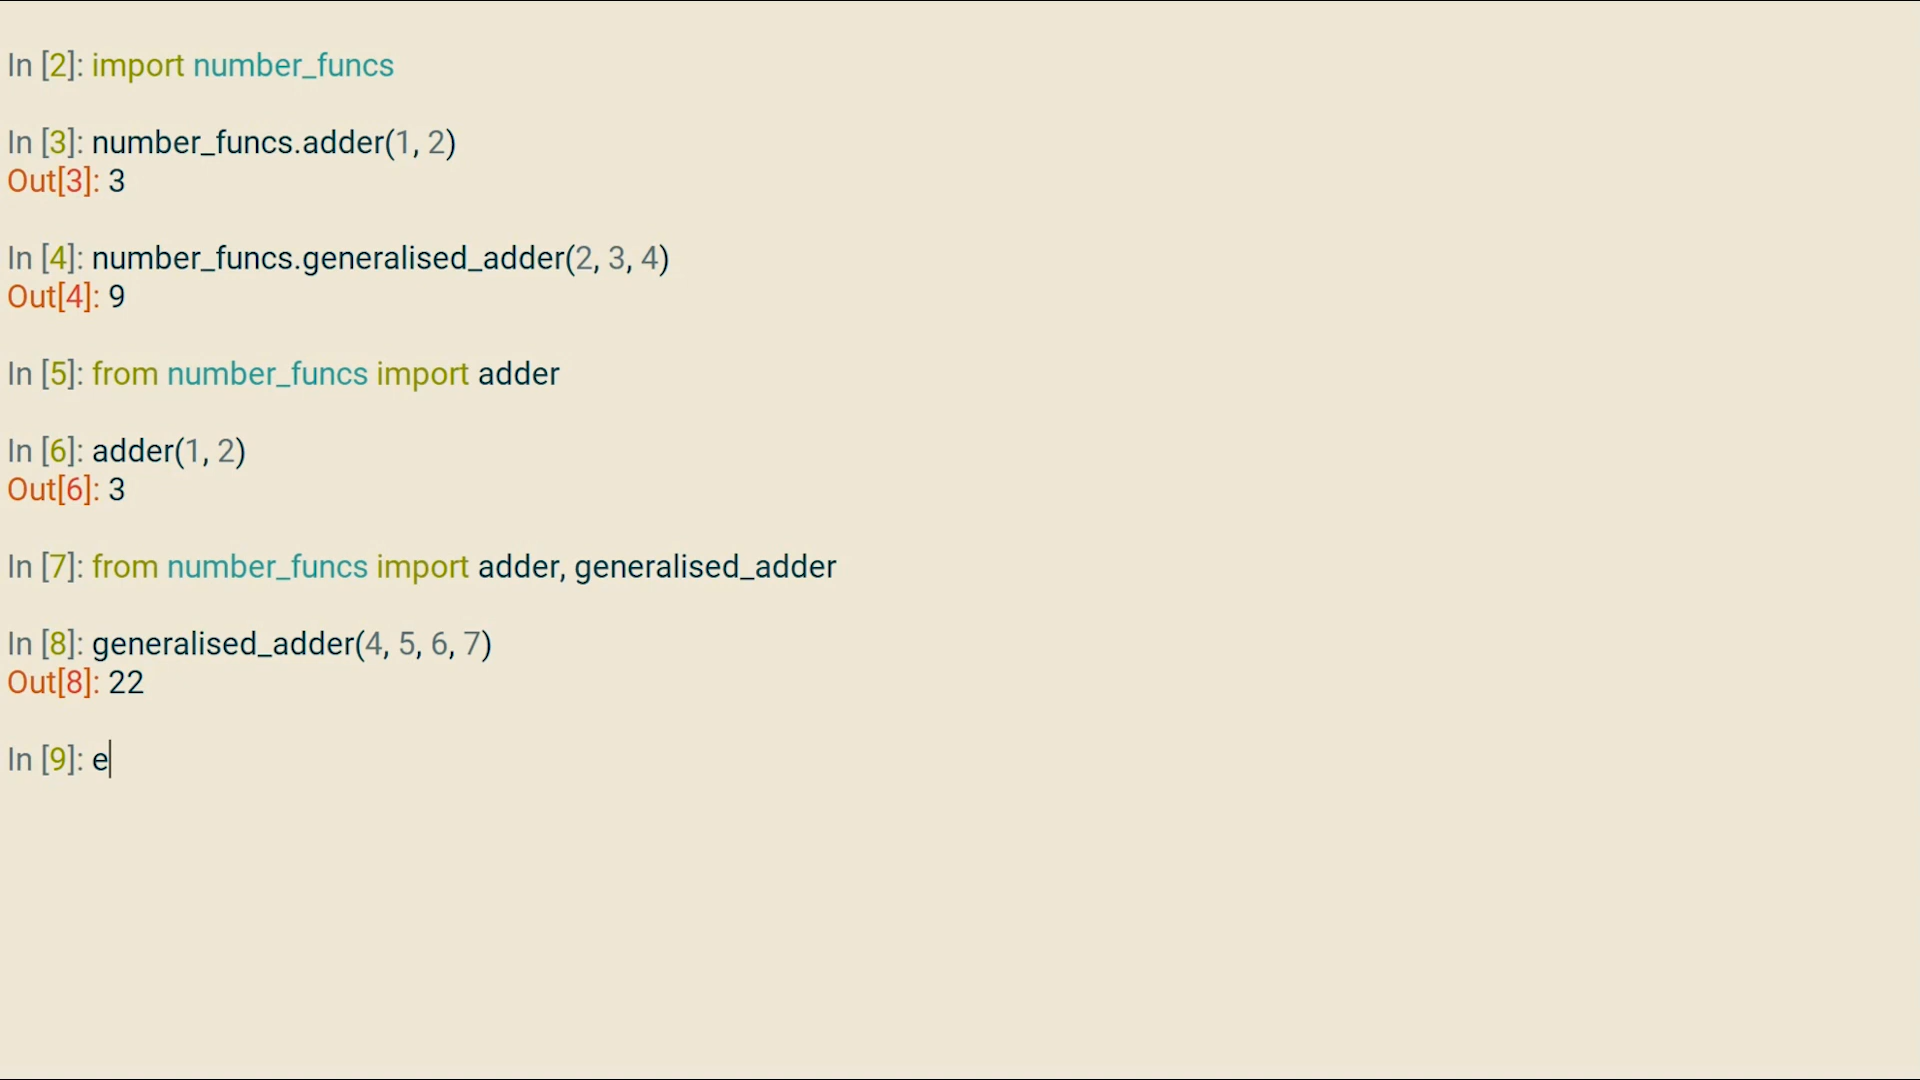 In [2]: import number_funcs
In [3]: number_funcs.adder(1, 2)
Out[3]: 3
In [4]: number_funcs.generalised_adder(2, 3, 4)
Out[4]: 9
In [5]: from number_funcs import adder
In [6]: adder(1, 2)
Out[6]: 3
In [7]: from number_funcs import adder, generalised_adder
In [8]: generalised_adder(4, 5, 6, 7)
Out[8]: 22
In [9]: e